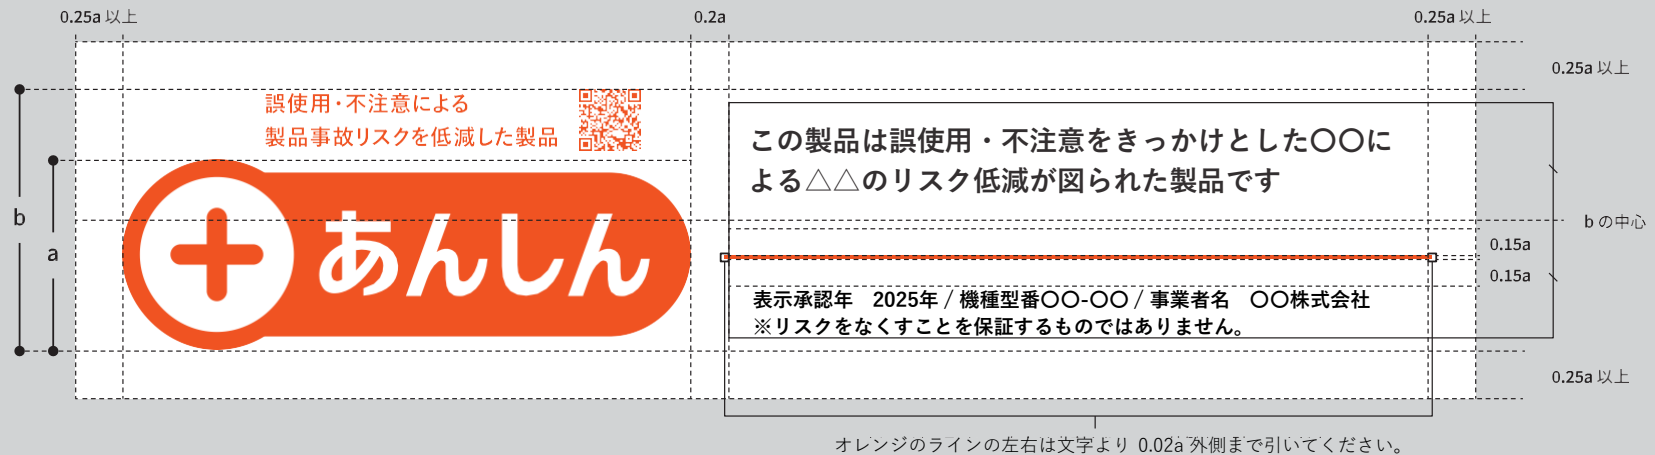 0.25a 以上
0.2a
0.25a 以上
0.25a 以上
誤使用・不注意による
製品事故リスクを低減した製品
この製品は誤使用・不注意をきっかけとした〇〇に
よる△△のリスク低減が図られた製品です
b
a
あんしん
b の中心
0.15a
0.15a
表示承認年　2025年 / 機種型番〇〇-〇〇 / 事業者名　〇〇株式会社
※リスクをなくすことを保証するものではありません。
0.25a 以上
オレンジのラインの左右は文字より 0.02a 外側まで引いてください。